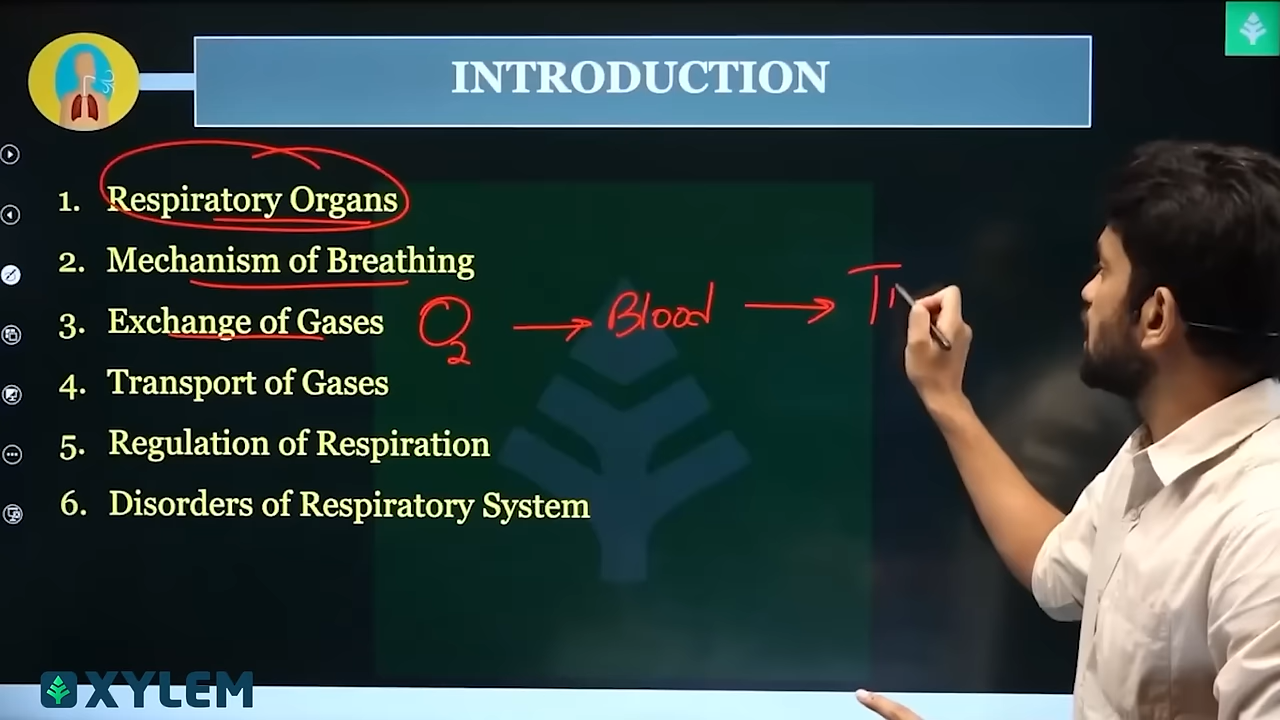 INTRODUCTION
1. Respiratory Organs
2. Mechanism of Breathing
3. Exchange of Gases O2 → Blood →
4. Transport of Gases
5. Regulation of Respiration
6. Disorders of Respiratory System
XYLEM